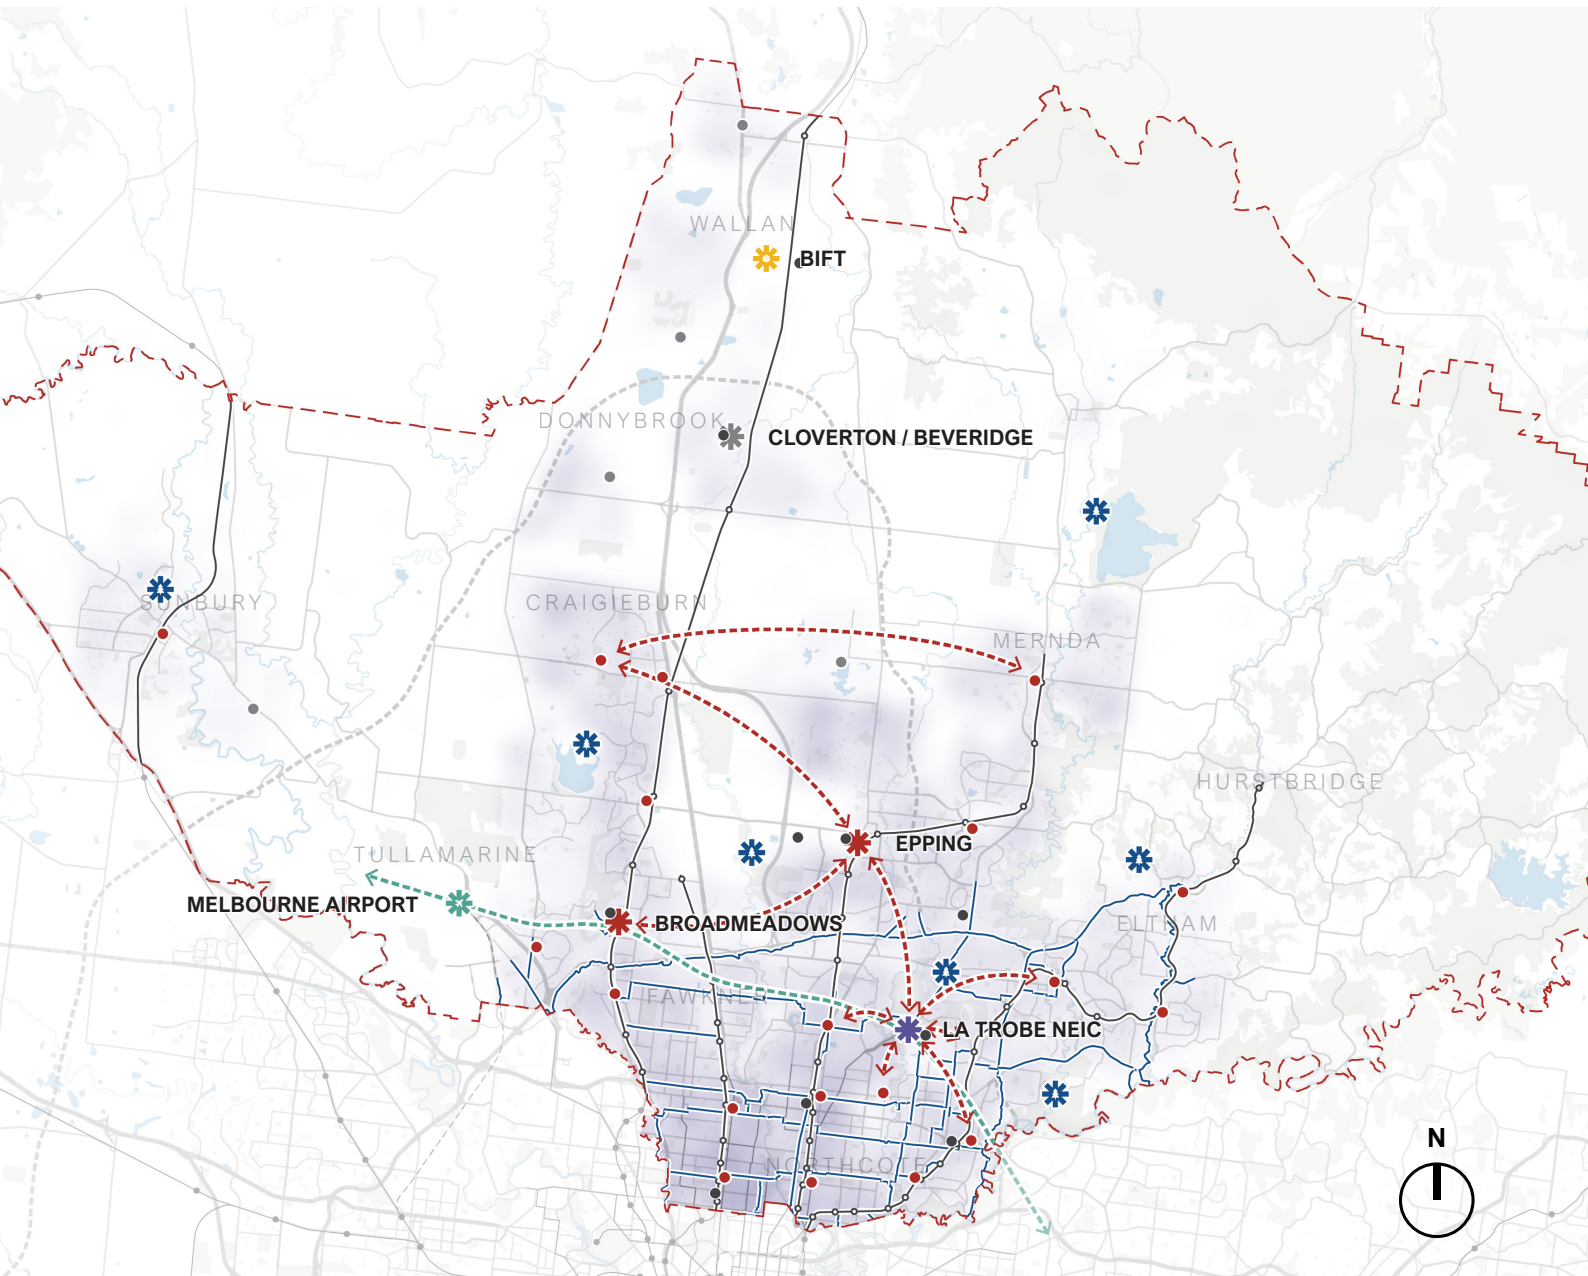 WALLAN
BIFT
DONNYBROOK
CLOVERTON / BEVERIDGE
SUNBURY
CRAIGIEBURN
MERNDA
HURSTBRIDGE
EPPING
TULLAMARINE
MELBOURNE AIRPORT
BROADMEADOWS
ELTHAM
FAWKNER
LA TROBE NEIC
N
NORTHCOTE